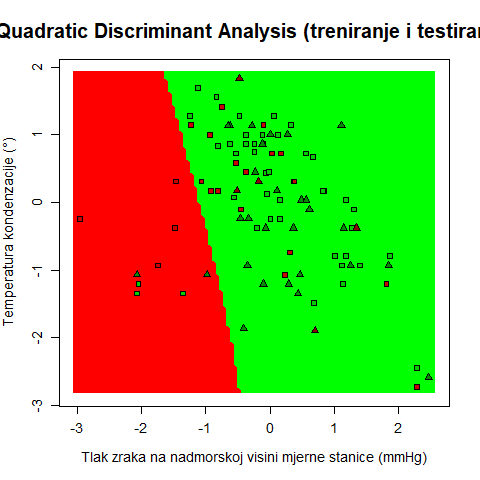 Quadratic Discriminant Analysis (treniranje i testiran
Temperatura kondenzacije (°)
2
1
0
-1
-2
-3
-3 -2 -1 0 1 2
Tlak zraka na nadmorskoj visini mjerne stanice (mmHg)